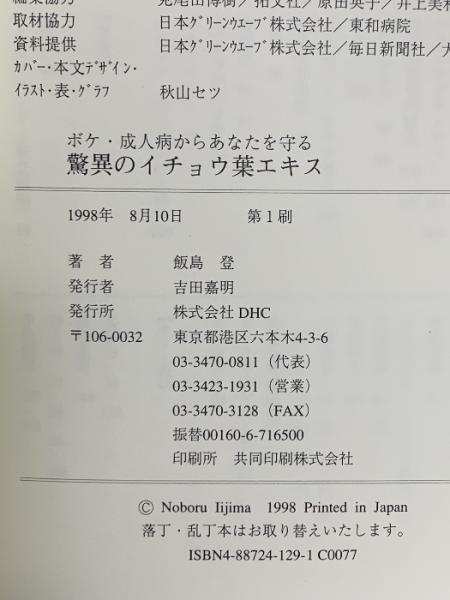 取材協力 日本ｸﾞﾘｰﾝｳｴｰﾌﾞ株式会社／東和病院
資料提供 日本ｸﾞﾘｰﾝｳｴｰﾌﾞ株式会社／毎日新聞社／
ｶﾊﾞｰ・本文ﾃﾞｻﾞｲﾝ・
ｲﾗｽﾄ・表・ｸﾞﾗﾌ 秋山セツ
ボケ・成人病からあなたを守る
驚異のイチョウ葉エキス
1998年 8月10日 第１刷
著者 飯島 登
発行者 吉田嘉明
発行所 株式会社DHC
〒106-0032 東京都港区六本木4-3-6
03-3470-0811（代表）
03-3423-1931（営業）
03-3470-3128（FAX）
振替00160-6-716500
印刷所 共同印刷株式会社
© Noboru Iijima 1998 Printed in Japan
落丁・乱丁本はお取り替えいたします。
ISBN4-88724-129-1 C0077